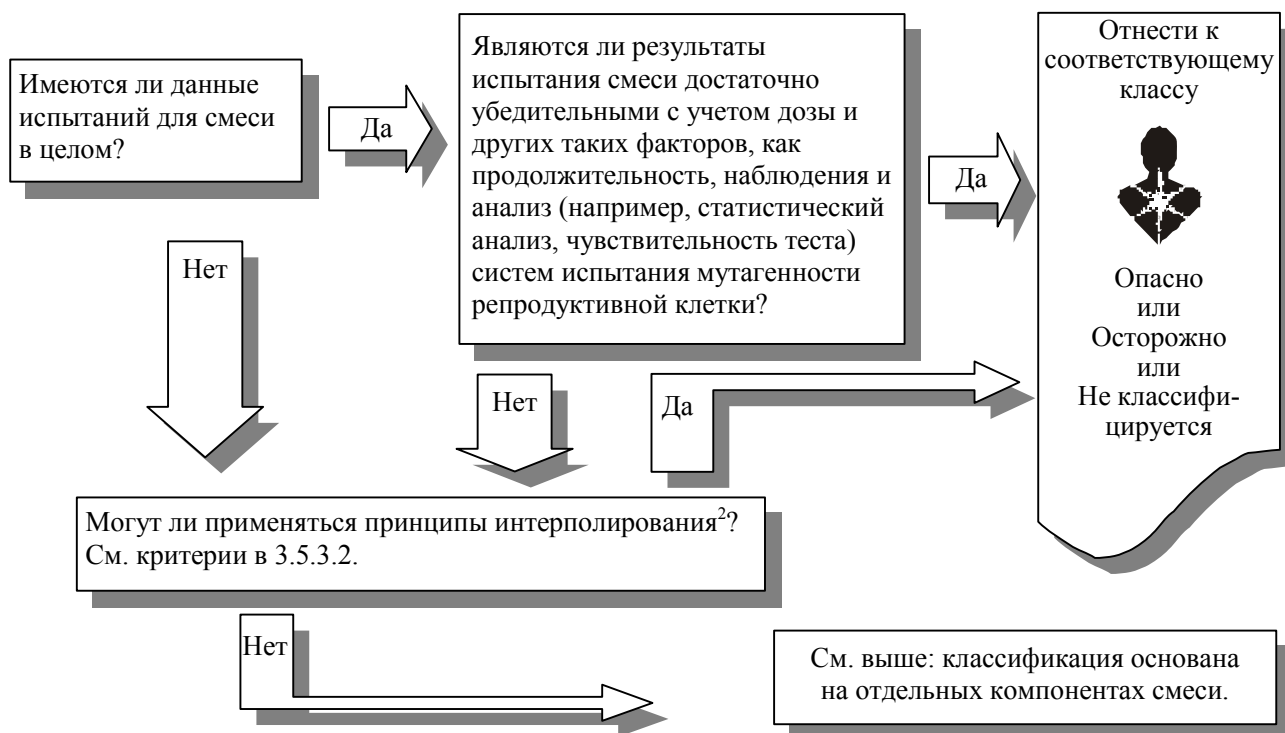 Имеются ли данные
испытаний для смеси
в целом?
Да
Являются ли результаты
испытания смеси достаточно
убедительными с учетом дозы и
других таких факторов, как
продолжительность, наблюдения и
анализ (например, статистический
анализ, чувствительность теста)
систем испытания мутагенности
репродуктивной клетки?
Да
Отнести к
соответствующему
классу
Опасно
или
Осторожно
или
Не классифи-
цируется
Нет
Нет
Да
Могут ли применяться принципы интерполирования²?
См. критерии в 3.5.3.2.
Нет
См. выше: классификация основана
на отдельных компонентах смеси.